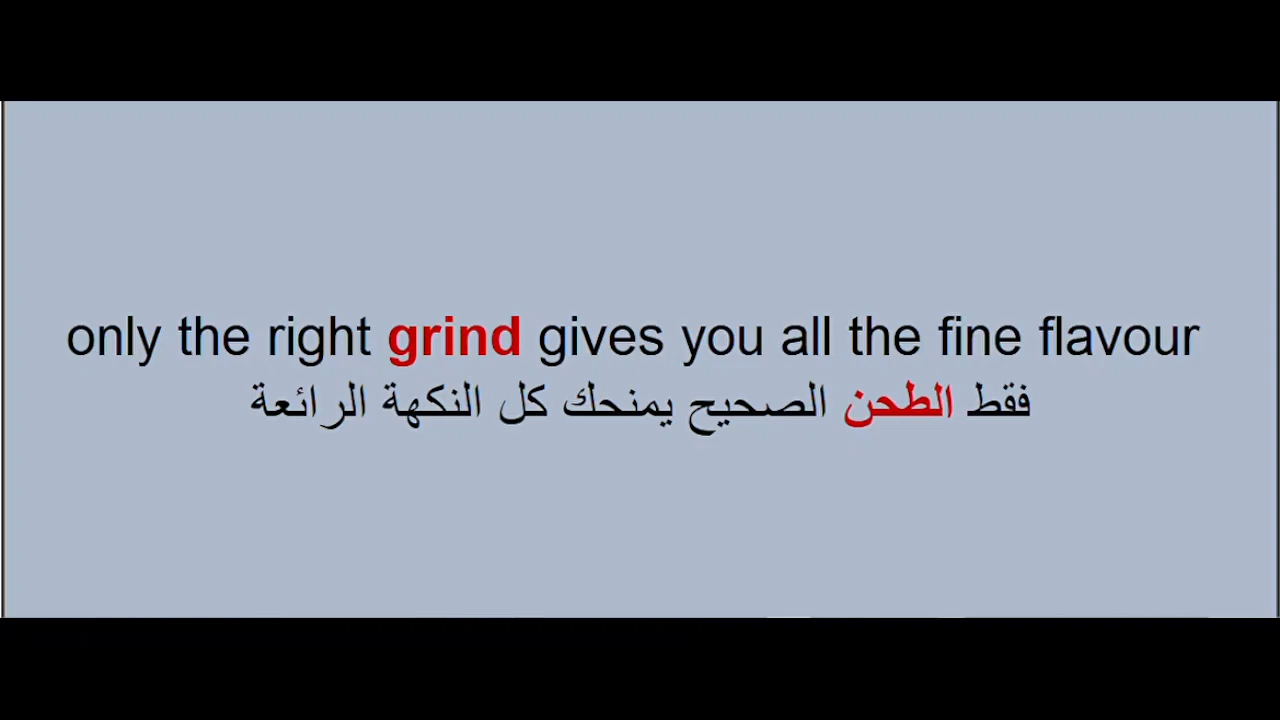 only the right grind gives you all the fine flavour
فقط الطحن الصحيح يمنحك كل النكهة الرائعة